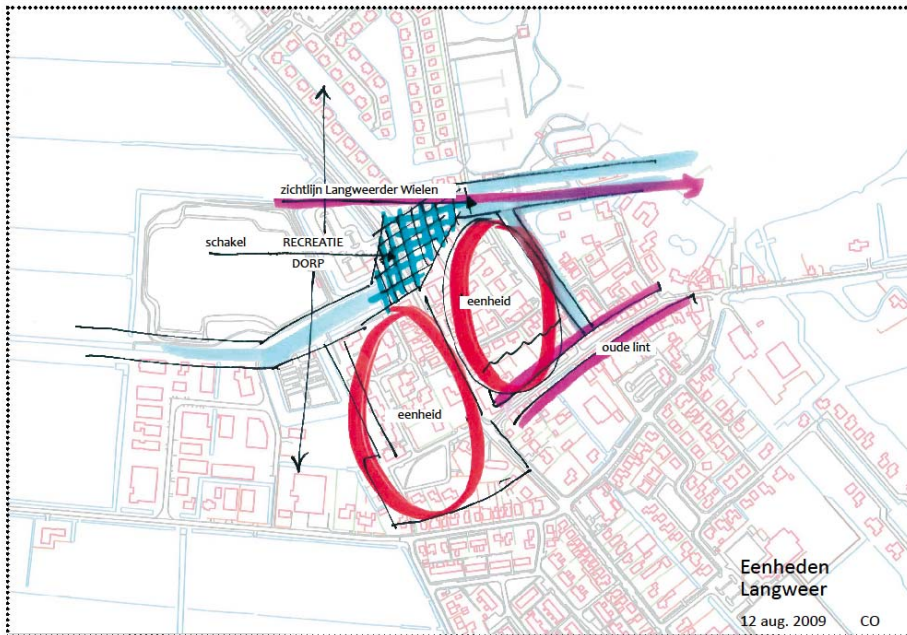 zichtlijn Langweerder Wielen
schakel
RECREATIE
DORP
eenheid
oude lint
eenheid
Eenheden
Langweer
12 aug. 2009 CO